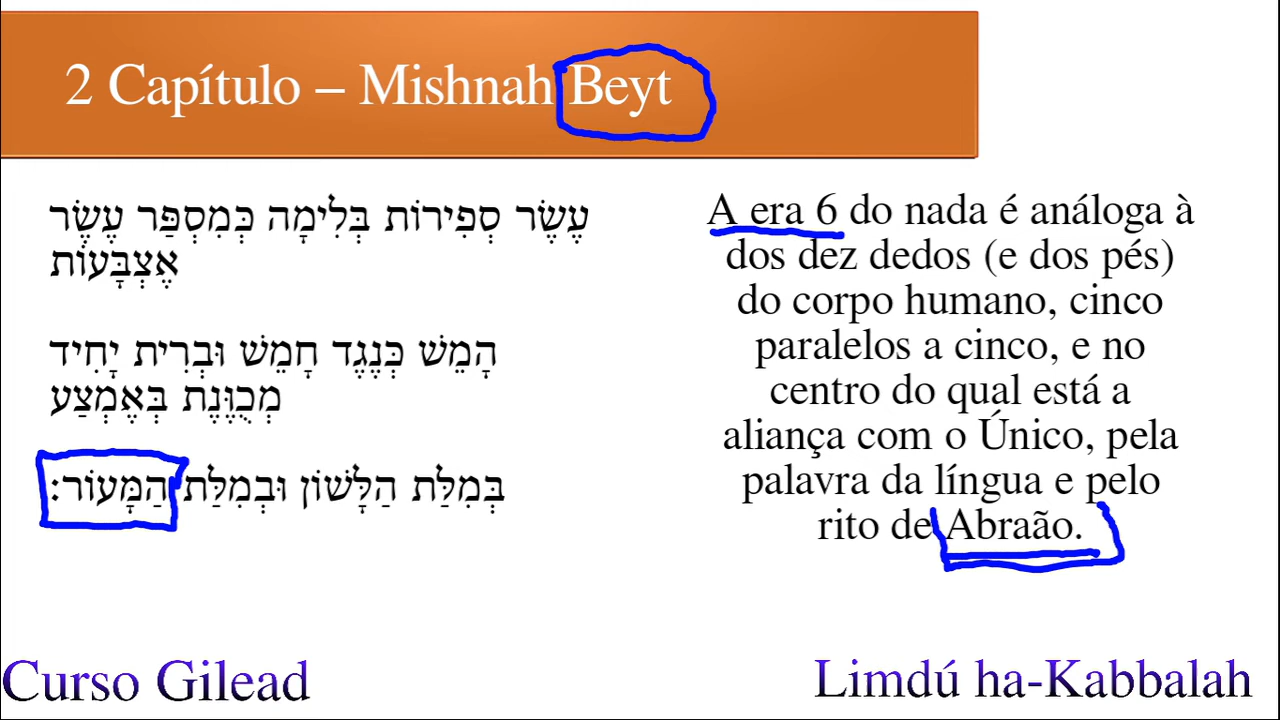 2 Capítulo – Mishnah Beyt
עֶשֶׂר סְפִירוֹת בְּלִימָה כְּמִסְפַּר עֶשֶׂר
אֶצְבָּעוֹת
הָמֵשׁ כְּנֶגֶד חָמֵשׁ וּבְרִית יָחִיד
מְכֻוֶּנֶת בְּאֶמְצַע
בְּמִלַּת הַלָּשׁוֹן וּבְמִלַּת הַמָּעוֹר:
A era 6 do nada é análoga à
dos dez dedos (e dos pés)
do corpo humano, cinco
paralelos a cinco, e no
centro do qual está a
aliança com o Único, pela
palavra da língua e pelo
rito de Abraão.
Curso Gilead
Limdú ha-Kabbalah